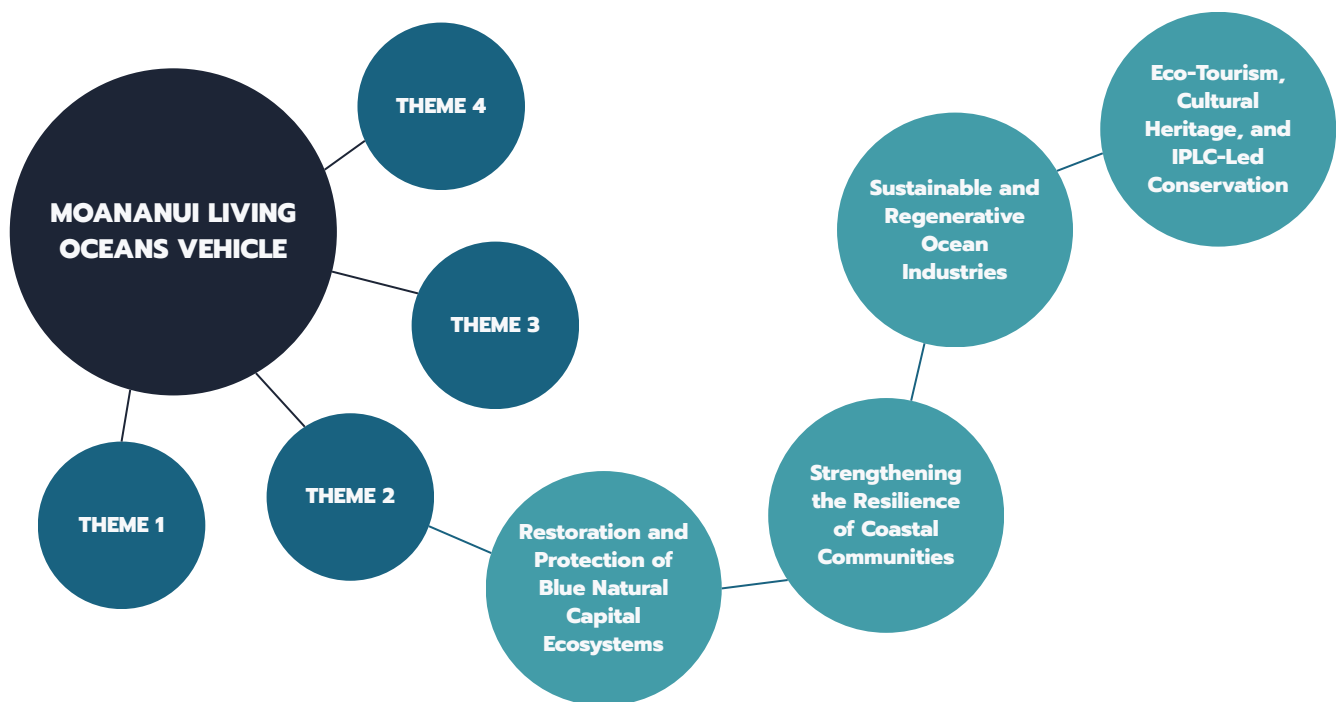 MOANANUI LIVING
OCEANS VEHICLE
THEME 4
THEME 3
THEME 2
THEME 1
Restoration and
Protection of
Blue Natural
Capital
Ecosystems
Strengthening
the Resilience
of Coastal
Communities
Sustainable and
Regenerative
Ocean
Industries
Eco-Tourism,
Cultural
Heritage, and
IPLC-Led
Conservation